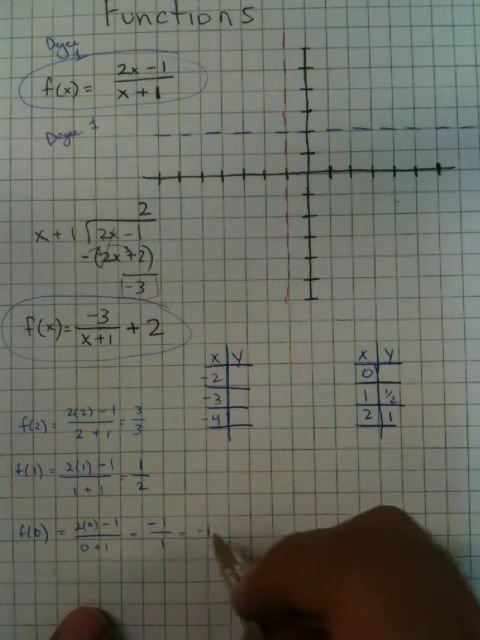 Functions
Degree 1
f(x) = (2x - 1)/(x + 1)
Degree 1
2
x + 1 ⟌ 2x - 1
-(2x + 2)
-3
f(x) = -3/(x + 1) + 2
x y
-2
-3
-4
x y
0
1 1/2
2 1
f(2) = (2(2) - 1)/(2 + 1) = 3/3
f(1) = (2(1) - 1)/(1 + 1) = 1/2
f(0) = (2(0) - 1)/(0 + 1) = -1/1 = -1